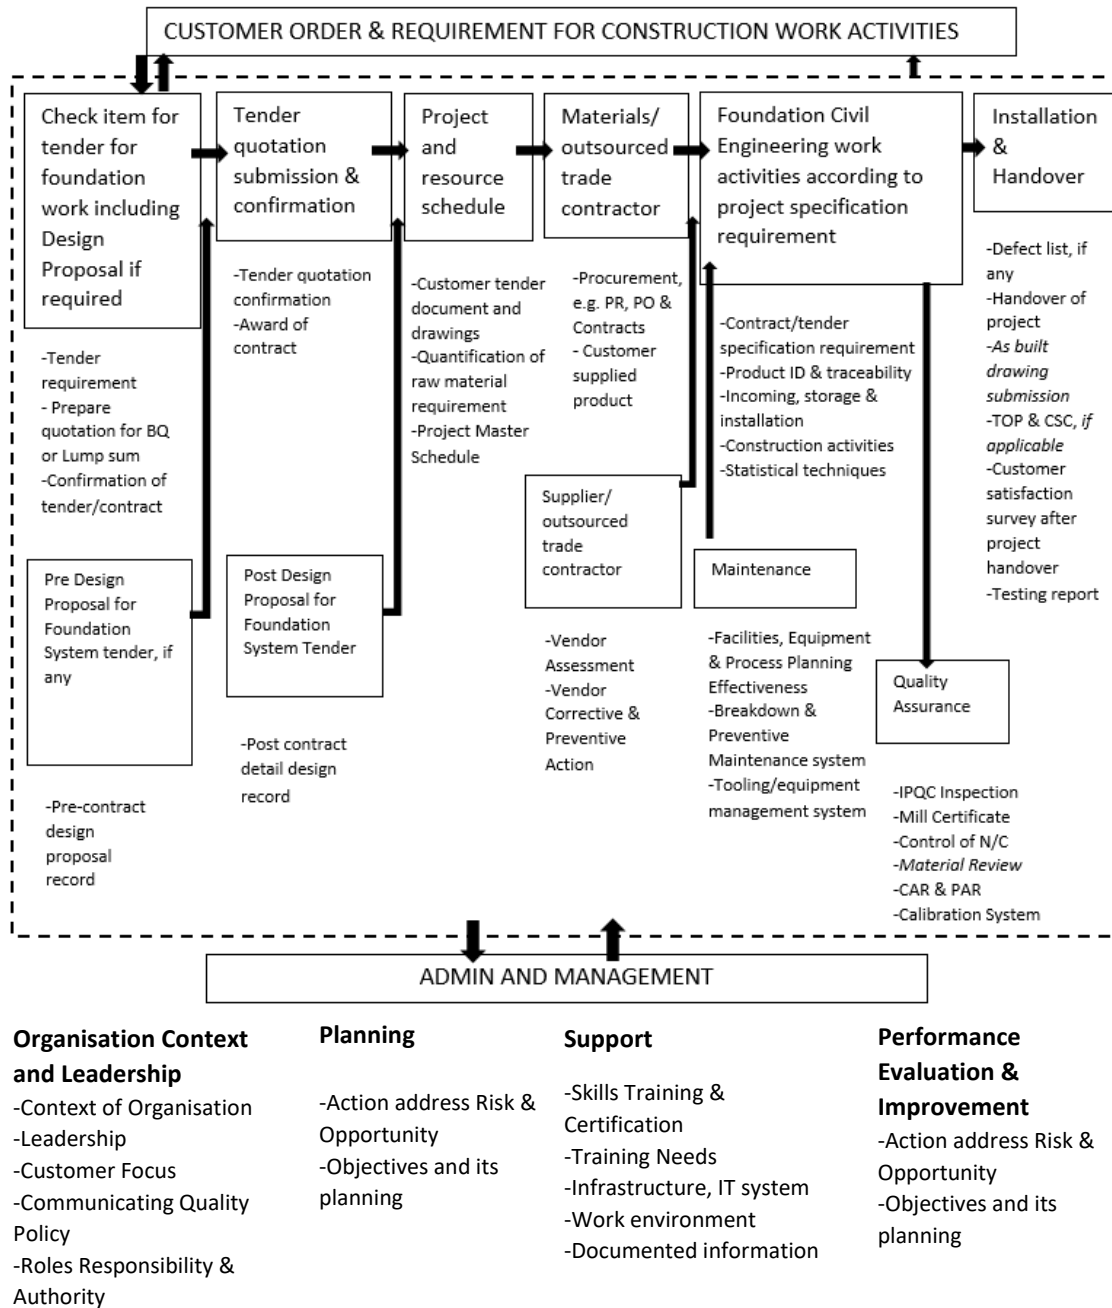 CUSTOMER ORDER & REQUIREMENT FOR CONSTRUCTION WORK ACTIVITIES
Check item for
tender for
foundation
work including
Design
Proposal if
required
-Tender
requirement
- Prepare
quotation for BQ
or Lump sum
-Confirmation of
tender/contract
Pre Design
Proposal for
Foundation
System tender, if
any
-Pre-contract
design
proposal
record
Tender
quotation
submission &
confirmation
-Tender quotation
confirmation
-Award of
contract
Post Design
Proposal for
Foundation
System Tender
-Post contract
detail design
record
Project
and
resource
schedule
-Customer tender
document and
drawings
-Quantification of
raw material
requirement
-Project Master
Schedule
Materials/
outsourced
trade
contractor
-Procurement,
e.g. PR, PO &
Contracts
- Customer
supplied
product
Supplier/
outsourced
trade
contractor
-Vendor
Assessment
-Vendor
Corrective &
Preventive
Action
Foundation Civil
Engineering work
activities according to
project specification
requirement
-Contract/tender
specification requirement
-Product ID & traceability
-Incoming, storage &
installation
-Construction activities
-Statistical techniques
Maintenance
-Facilities, Equipment
& Process Planning
Effectiveness
-Breakdown &
Preventive
Maintenance system
-Tooling/equipment
management system
Quality
Assurance
-IPQC Inspection
-Mill Certificate
-Control of N/C
-Material Review
-CAR & PAR
-Calibration System
Installation
&
Handover
-Defect list, if
any
-Handover of
project
-As built
drawing
submission
-TOP & CSC, if
applicable
-Customer
satisfaction
survey after
project
handover
-Testing report
ADMIN AND MANAGEMENT
Organisation Context
and Leadership
-Context of Organisation
-Leadership
-Customer Focus
-Communicating Quality
Policy
-Roles Responsibility &
Authority
Planning
-Action address Risk &
Opportunity
-Objectives and its
planning
Support
-Skills Training &
Certification
-Training Needs
-Infrastructure, IT system
-Work environment
-Documented information
Performance
Evaluation &
Improvement
-Action address Risk &
Opportunity
-Objectives and its
planning